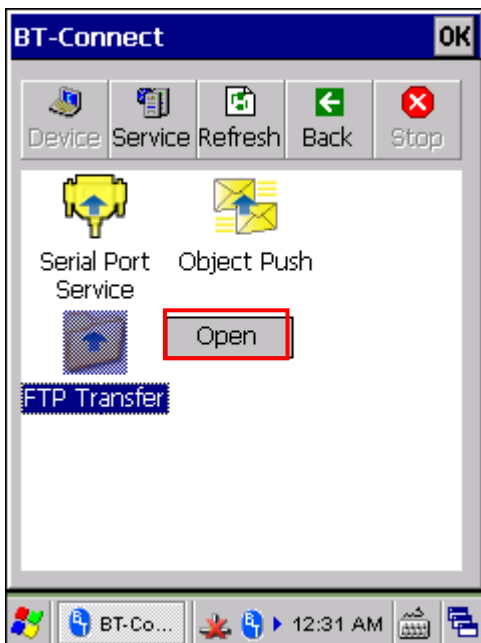 BT-Connect OK
Device Service Refresh Back Stop
Serial Port Service
Object Push
Open
FTP Transfer
BT-Co... 12:31 AM